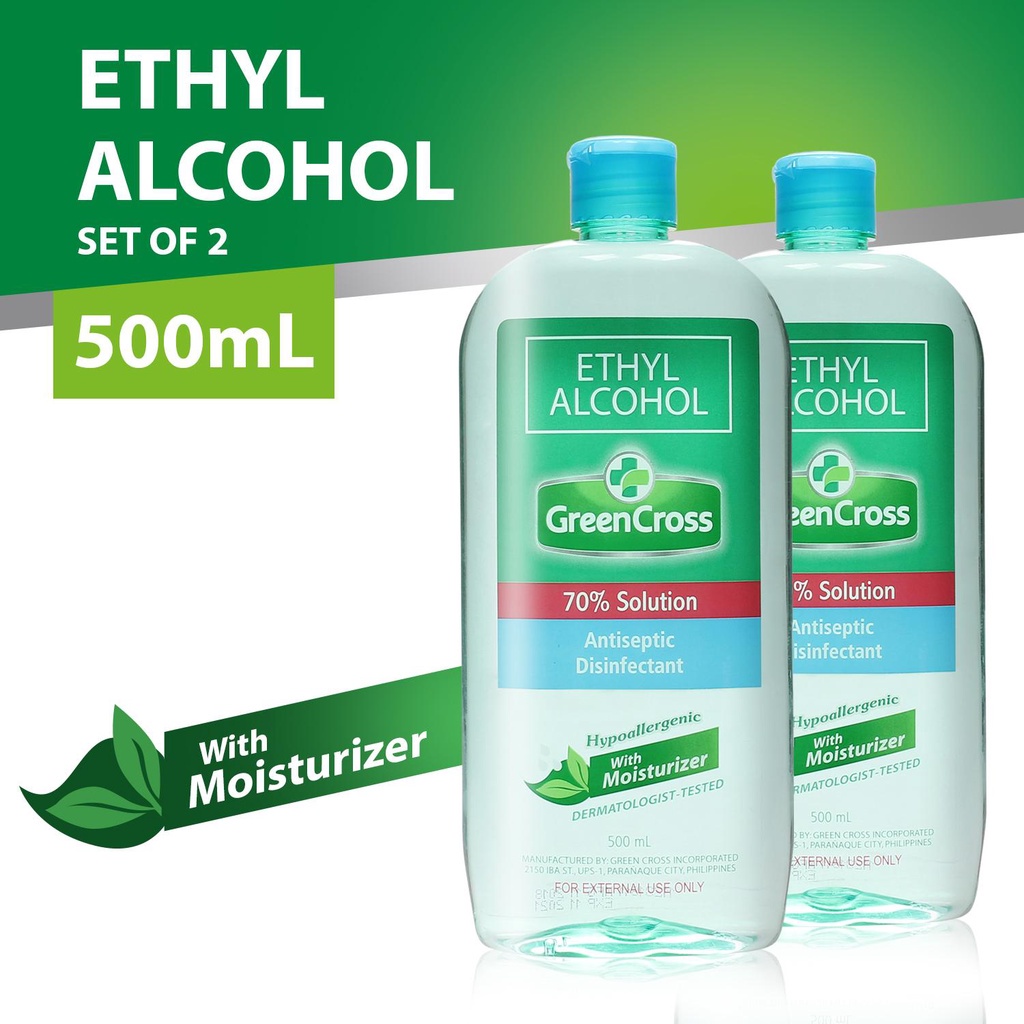 ETHYL
ALCOHOL
SET OF 2
500mL
With
Moisturizer
ETHYL
ALCOHOL
GreenCross
70% Solution
Antiseptic
Disinfectant
Hypoallergenic
With
Moisturizer
DERMATOLOGIST-TESTED
500 mL
MANUFACTURED BY: GREEN CROSS INCORPORATED
2150 IBA ST., UPS-1, PARANAQUE CITY, PHILIPPINES
FOR EXTERNAL USE ONLY
ETHYL
COHOL
eenCross
% Solution
Antiseptic
isinfectant
Hypoallergenic
With
Moisturizer
RMATOLOGIST-TESTED
500 mL
D BY: GREEN CROSS INCORPORATED
S-1, PARANAQUE CITY, PHILIPPINES
EXTERNAL USE ONLY